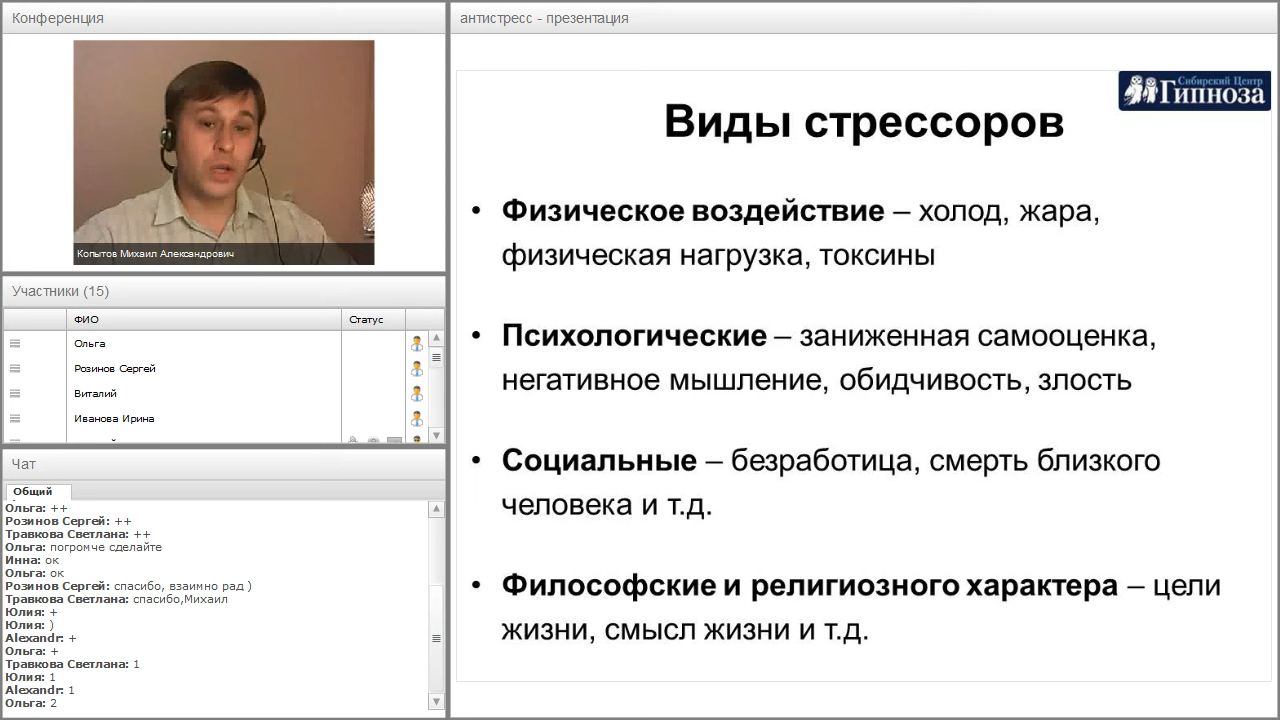 Конференция
Копытов Михаил Александрович
Участники (15)
ФИО Статус
Ольга
Розинов Сергей
Виталий
Иванова Ирина
Чат
Общий
Ольга: ++
Розинов Сергей: ++
Травкова Светлана: ++
Ольга: погромче сделайте
Инна: ок
Ольга: ок
Розинов Сергей: спасибо, взаимно рад )
Травкова Светлана: спасибо,Михаил
Юлия: +
Юлия: )
Alexandr: +
Ольга: +
Травкова Светлана: 1
Юлия: 1
Alexandr: 1
Ольга: 2
антистресс - презентация
Сибирский Центр
Гипноза
Виды стрессоров
• Физическое воздействие – холод, жара,
физическая нагрузка, токсины
• Психологические – заниженная самооценка,
негативное мышление, обидчивость, злость
• Социальные – безработица, смерть близкого
человека и т.д.
• Философские и религиозного характера – цели
жизни, смысл жизни и т.д.